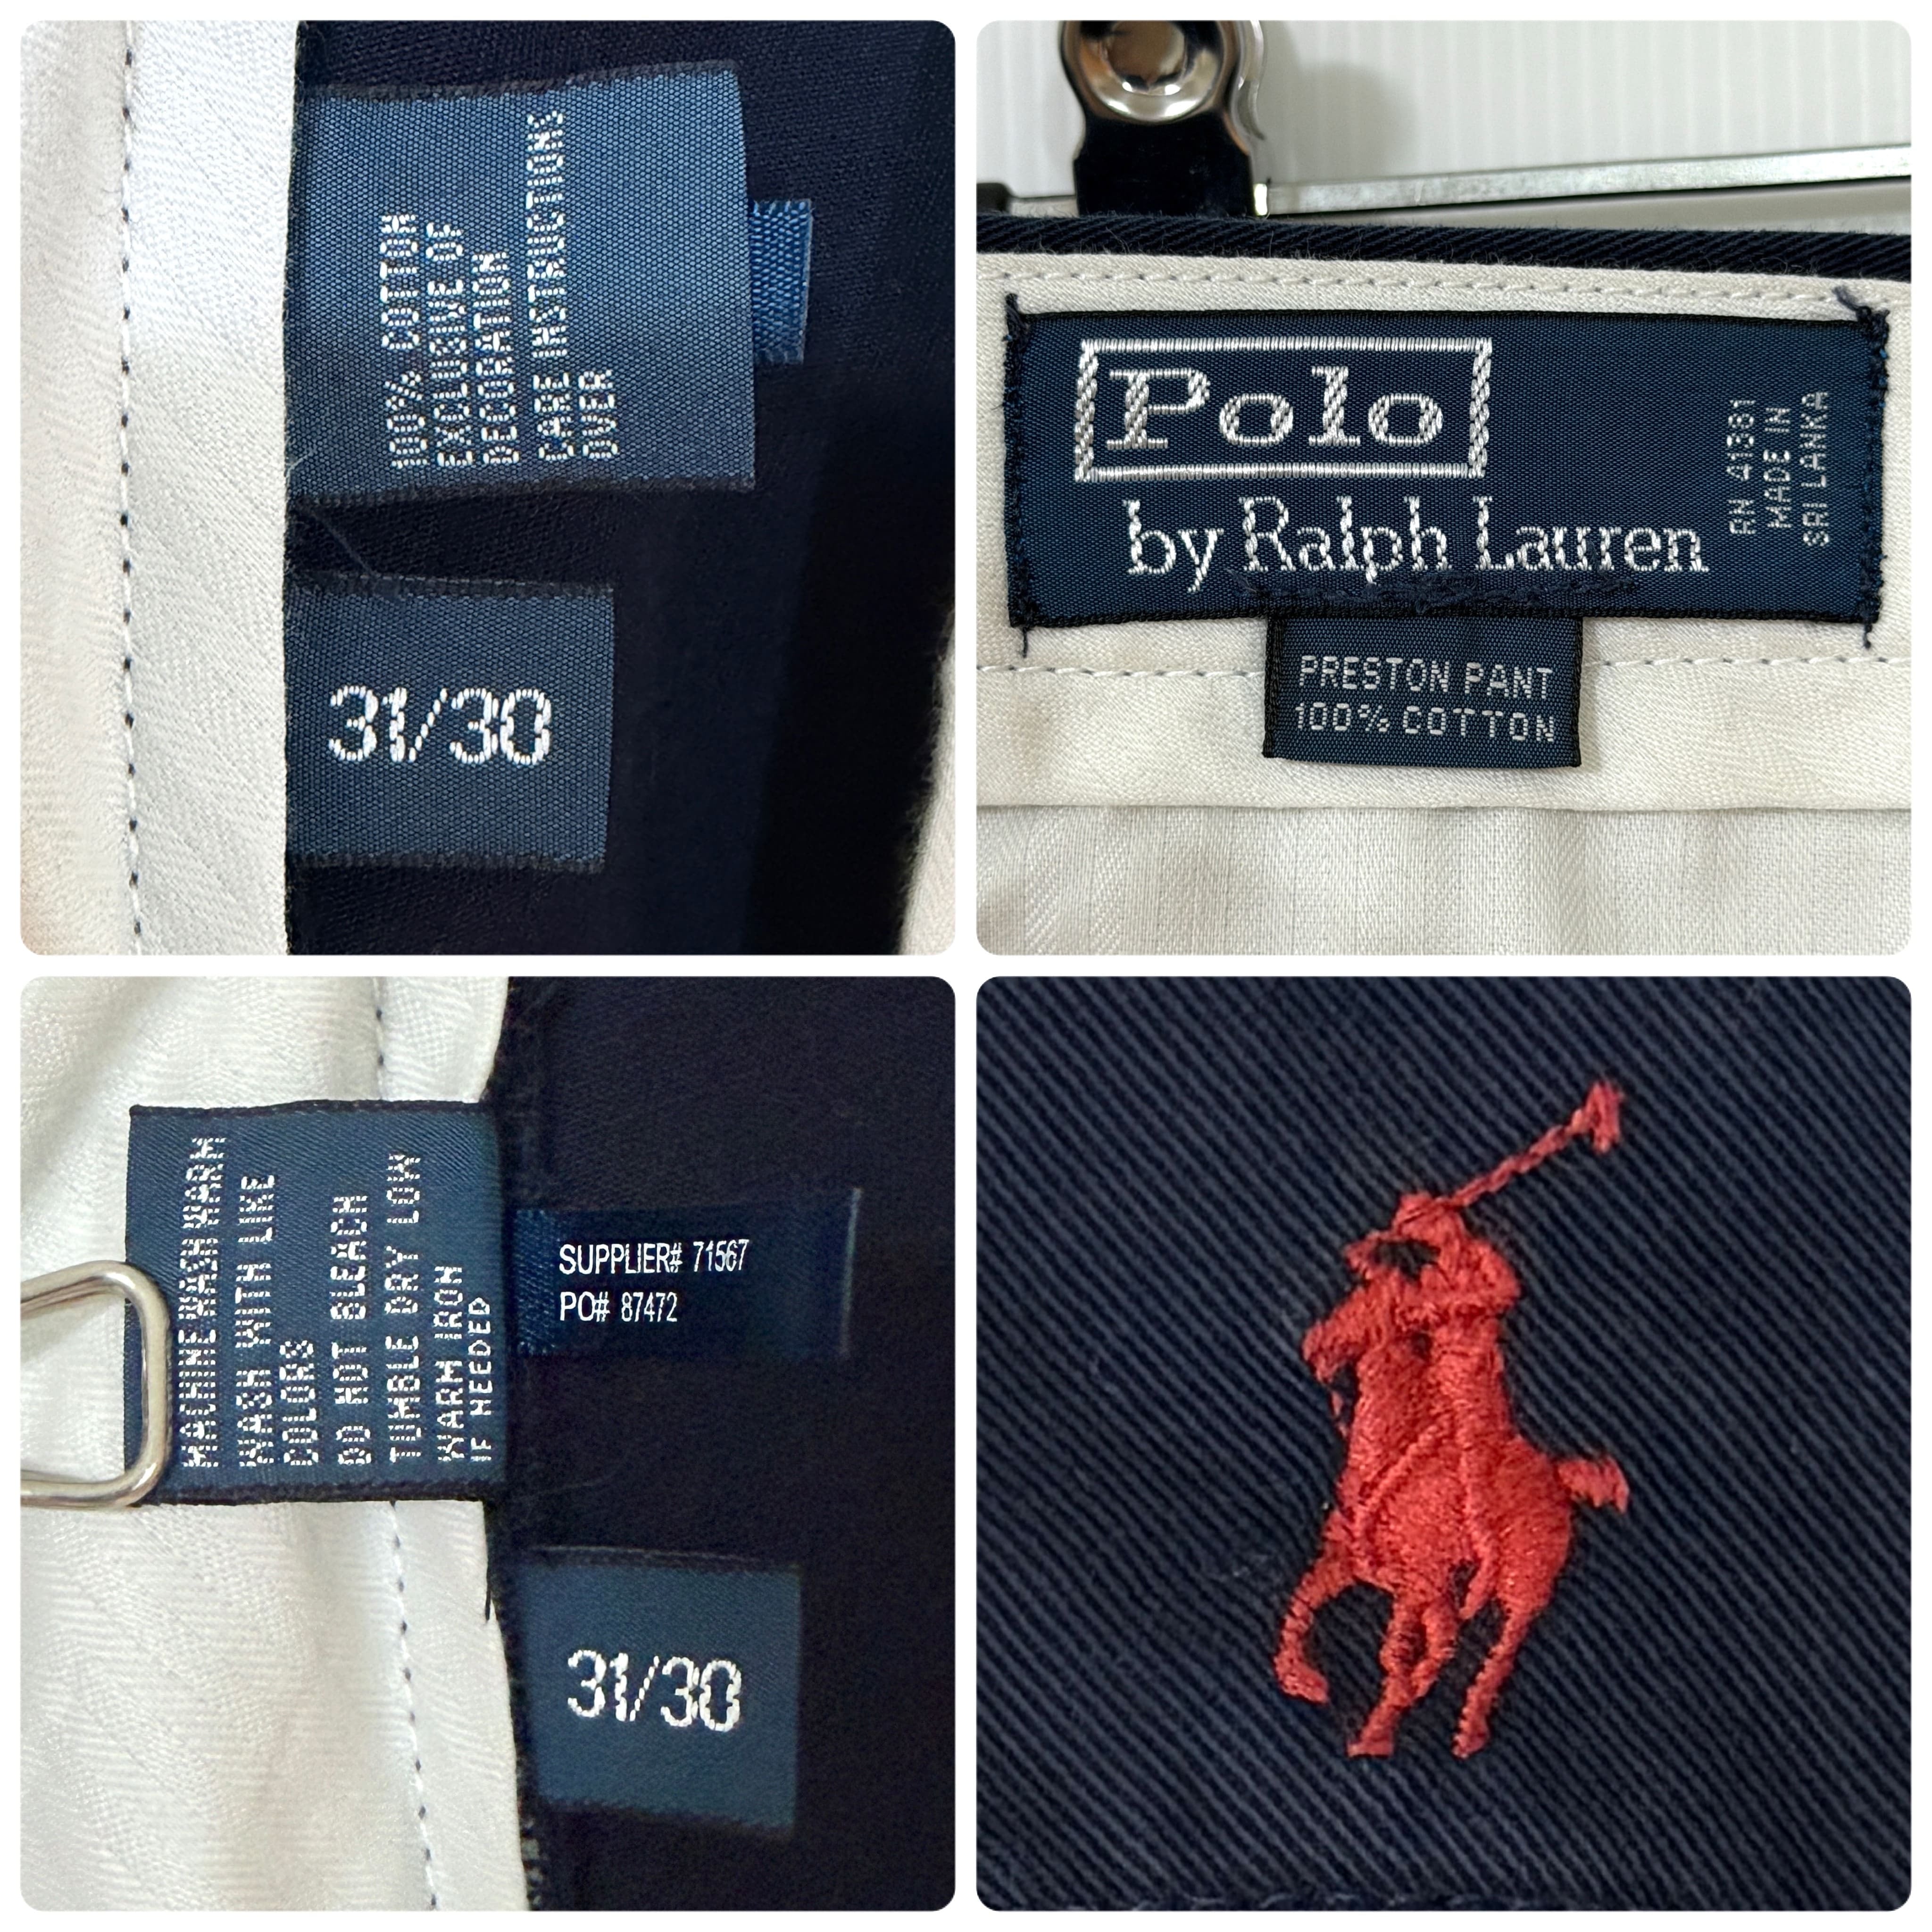 100% COTTON
EXCLUSIVE OF
DECORATION
CARE INSTRUCTIONS
OVER
31/30
Polo
by Ralph Lauren
RN 41381
MADE IN
SRI LANKA
PRESTON PANT
100% COTTON
MACHINE WASH WARM
WASH WITH LIKE
COLORS
DO NOT BLEACH
TUMBLE DRY LOW
WARM IRON
IF NEEDED
SUPPLIER# 71567
PO# 87472
31/30